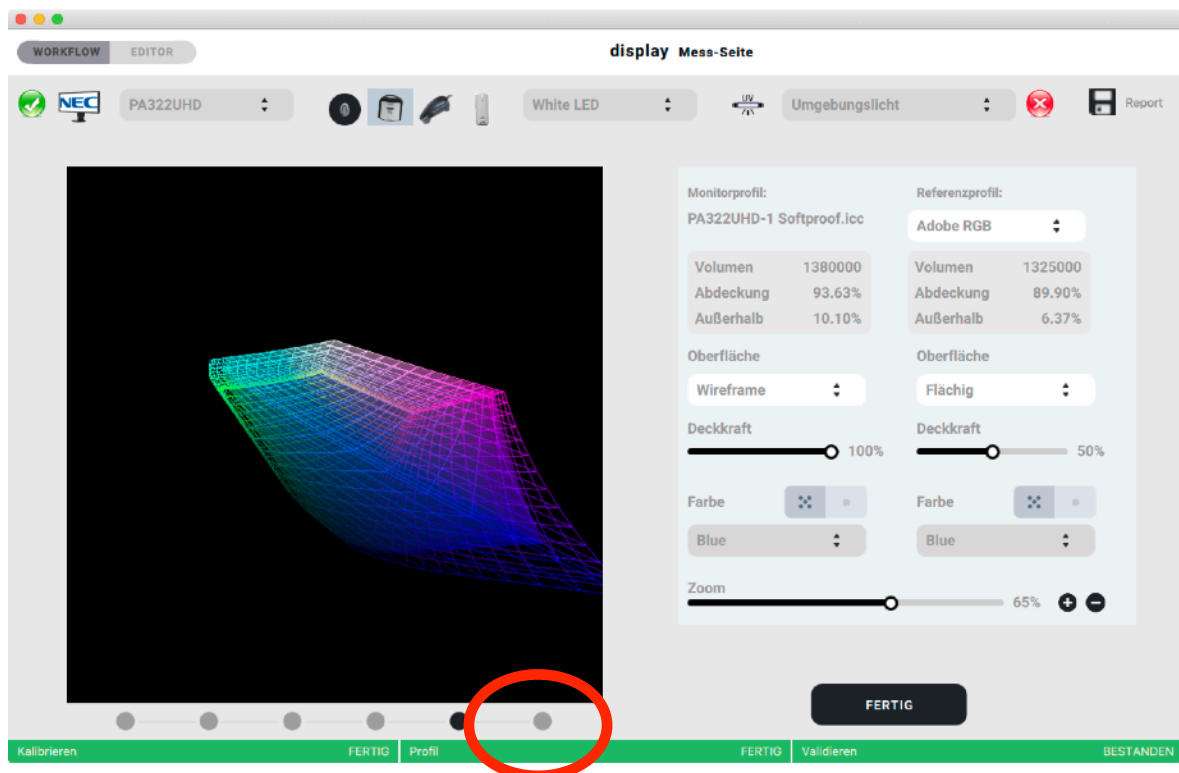 WORKFLOW EDITOR display Mess-Seite
NEC PA322UHD White LED UV Umgebungslicht Report
Monitorprofil: Referenzprofil:
PA322UHD-1 Softproof.icc Adobe RGB
Volumen 1380000 Volumen 1325000
Abdeckung 93.63% Abdeckung 89.90%
Außerhalb 10.10% Außerhalb 6.37%
Oberfläche Oberfläche
Wireframe Flächig
Deckkraft Deckkraft
100% 50%
Farbe Farbe
Blue Blue
Zoom
65%
FERTIG
Kalibrieren FERTIG Profil FERTIG Validieren BESTANDEN